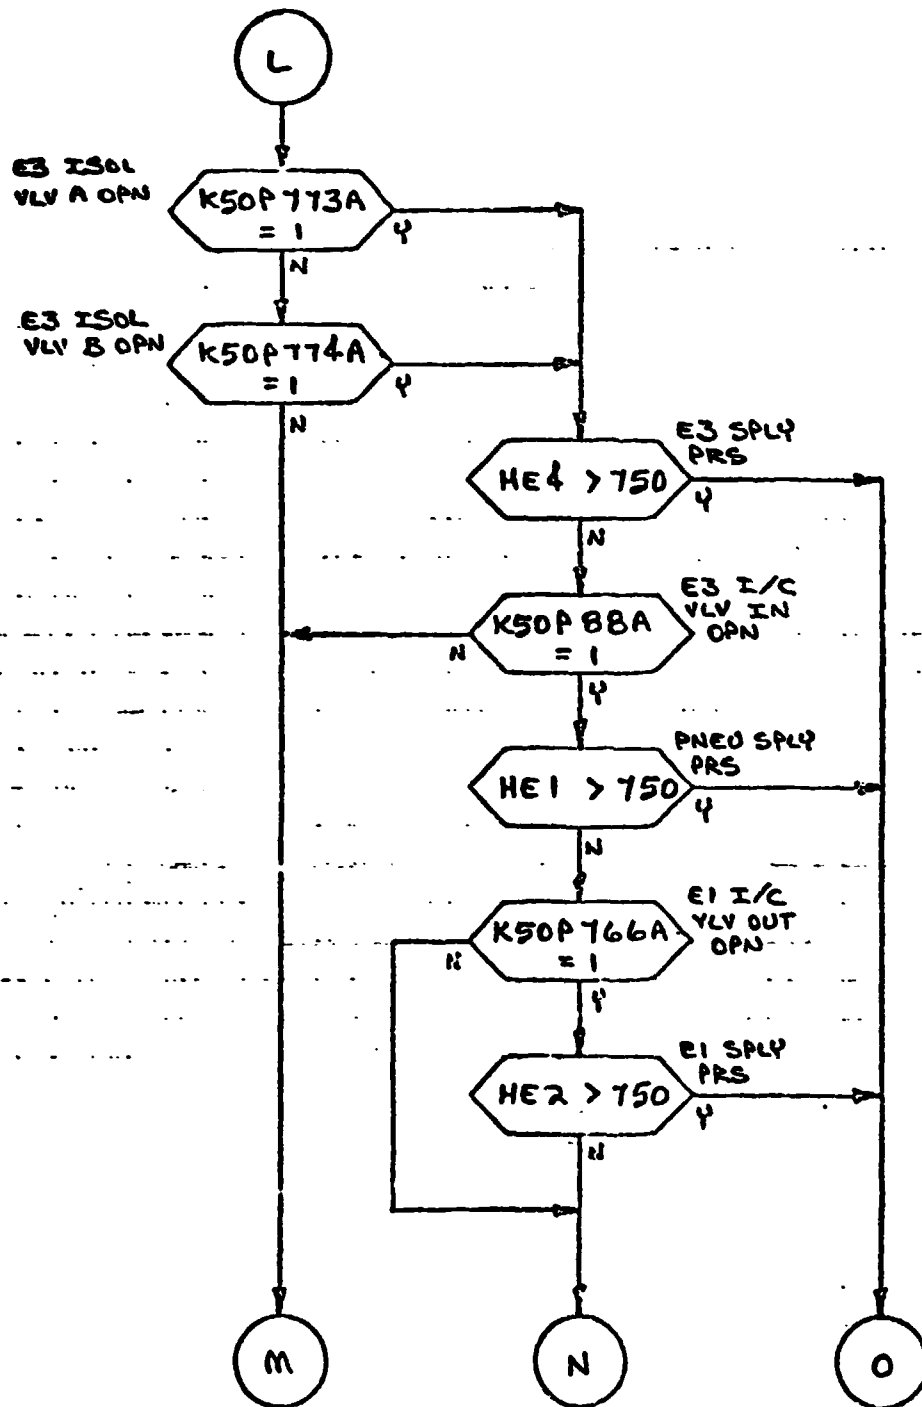 L
E3 ISOL
VLV A OPN
K50P773A
= 1
Y
N
E3 ISOL
VLV B OPN
K50P774A
= 1
Y
N
E3 SPLY
PRS
HE4 > 750
Y
N
E3 I/C
VLV IN
OPN
K50P88A
= 1
N
Y
PNEU SPLY
PRS
HE1 > 750
Y
N
E1 I/C
VLV OUT
OPN
K50P766A
= 1
N
Y
E1 SPLY
PRS
HE2 > 750
Y
N
M
N
O